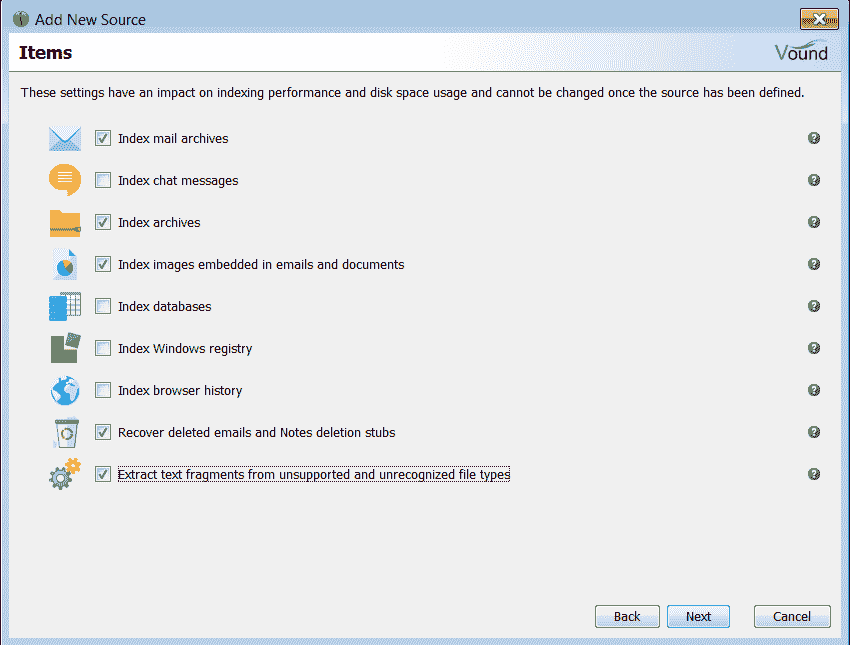 Add New Source
Items
Vound
These settings have an impact on indexing performance and disk space usage and cannot be changed once the source has been defined.
Index mail archives
Index chat messages
Index archives
Index images embedded in emails and documents
Index databases
Index Windows registry
Index browser history
Recover deleted emails and Notes deletion stubs
Extract text fragments from unsupported and unrecognized file types
Back Next Cancel